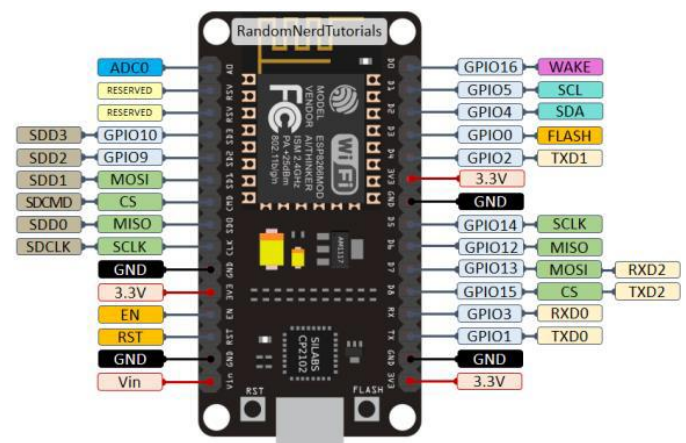 RandomNerdTutorials
ADC0
RESERVED
RESERVED
SDD3 GPIO10
SDD2 GPIO9
SDD1 MOSI
SDCMD CS
SDD0 MISO
SDCLK SCLK
GND
3.3V
EN
RST
GND
Vin
A0
RSV
RSV
SD3
SD2
SD1
CMD
SD0
CLK
GND
3V3
EN
RST
GND
Vin
MODEL ESP8266MOD
VENDOR AI/THINKER
ISM 2.4GHz
PA +25dBm
802.11b/g/n
FC
WiFi
AM1117
SILABS
CP2102
RST
FLASH
D0
D1
D2
D3
D4
3V3
GND
D5
D6
D7
D8
RX
TX
GND
3V3
GPIO16 WAKE
GPIO5 SCL
GPIO4 SDA
GPIO0 FLASH
GPIO2 TXD1
3.3V
GND
GPIO14 SCLK
GPIO12 MISO
GPIO13 MOSI RXD2
GPIO15 CS TXD2
GPIO3 RXD0
GPIO1 TXD0
GND
3.3V